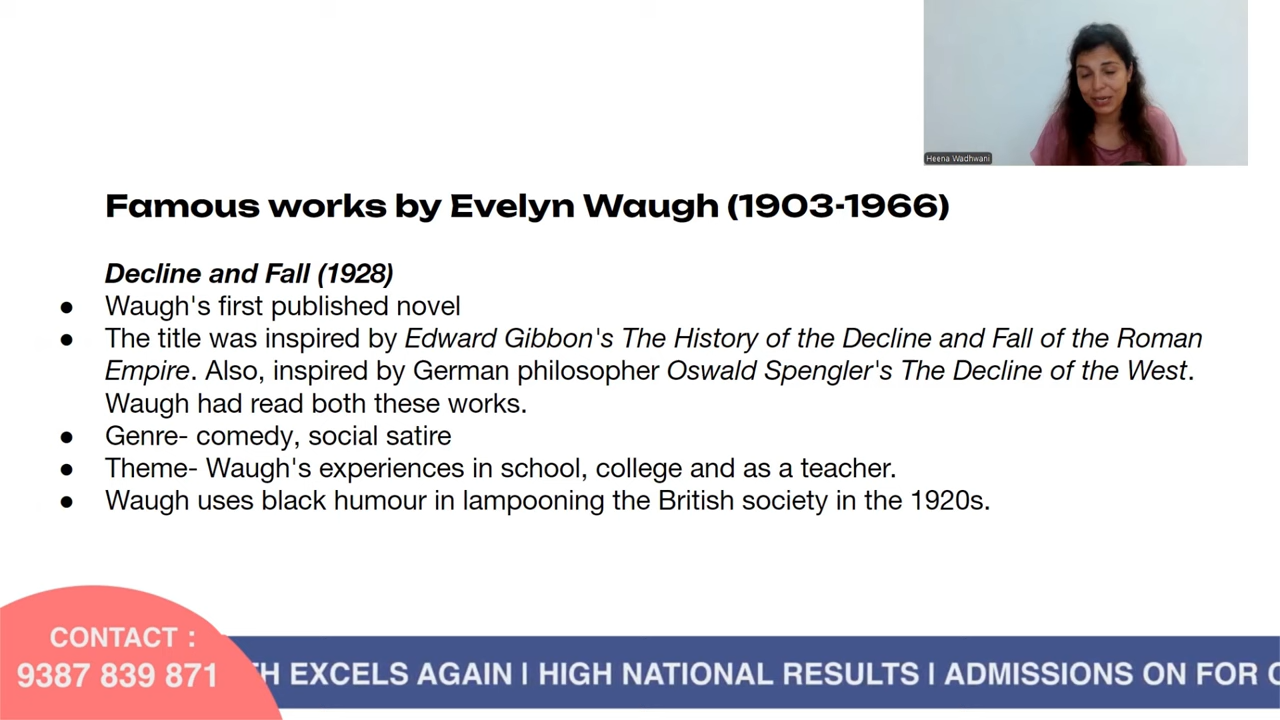 Heena Wadhwani
Famous works by Evelyn Waugh (1903-1966)
Decline and Fall (1928)
● Waugh's first published novel
● The title was inspired by Edward Gibbon's The History of the Decline and Fall of the Roman
Empire. Also, inspired by German philosopher Oswald Spengler's The Decline of the West.
Waugh had read both these works.
● Genre- comedy, social satire
● Theme- Waugh's experiences in school, college and as a teacher.
● Waugh uses black humour in lampooning the British society in the 1920s.
CONTACT :
9387 839 871
H EXCELS AGAIN | HIGH NATIONAL RESULTS | ADMISSIONS ON FOR